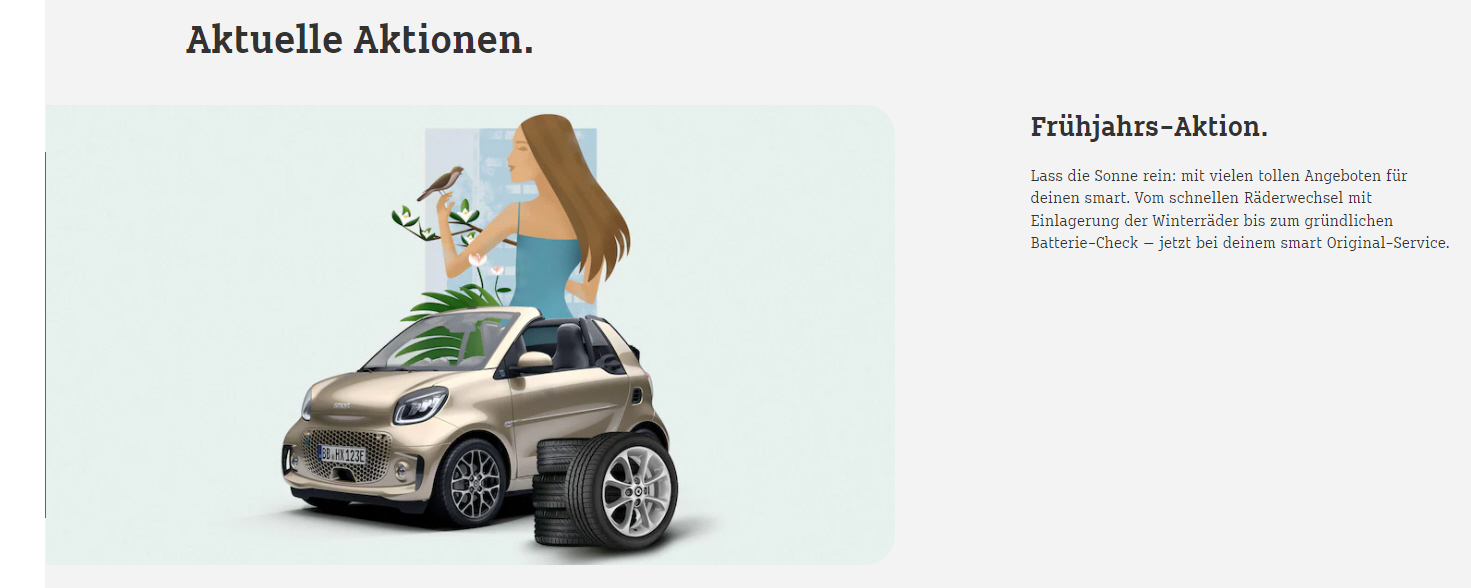 Aktuelle Aktionen.
Frühjahrs-Aktion.
Lass die Sonne rein: mit vielen tollen Angeboten für
deinen smart. Vom schnellen Räderwechsel mit
Einlagerung der Winterräder bis zum gründlichen
Batterie-Check – jetzt bei deinem smart Original-Service.
smart
BB HX 123E